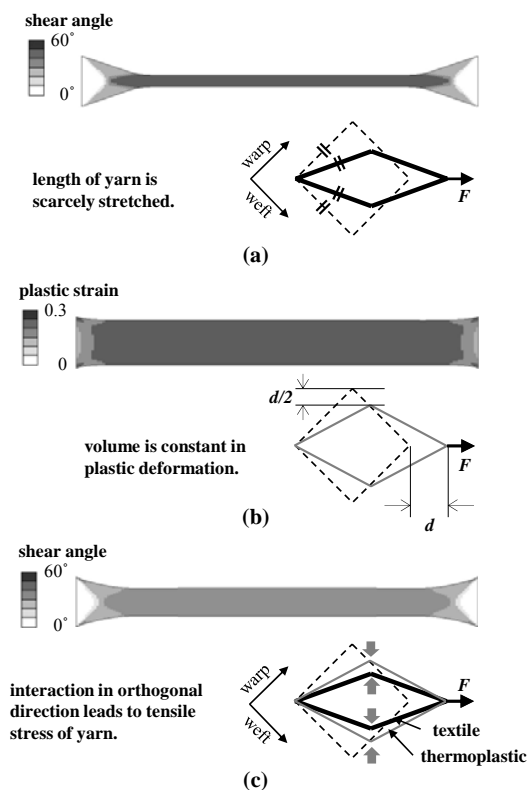 shear angle
60°
0°
warp
weft
length of yarn is
scarcely stretched.
F
(a)
plastic strain
0.3
0
d/2
volume is constant in
plastic deformation.
F
d
(b)
shear angle
60°
0°
warp
weft
interaction in orthogonal
direction leads to tensile
stress of yarn.
F
textile
thermoplastic
(c)